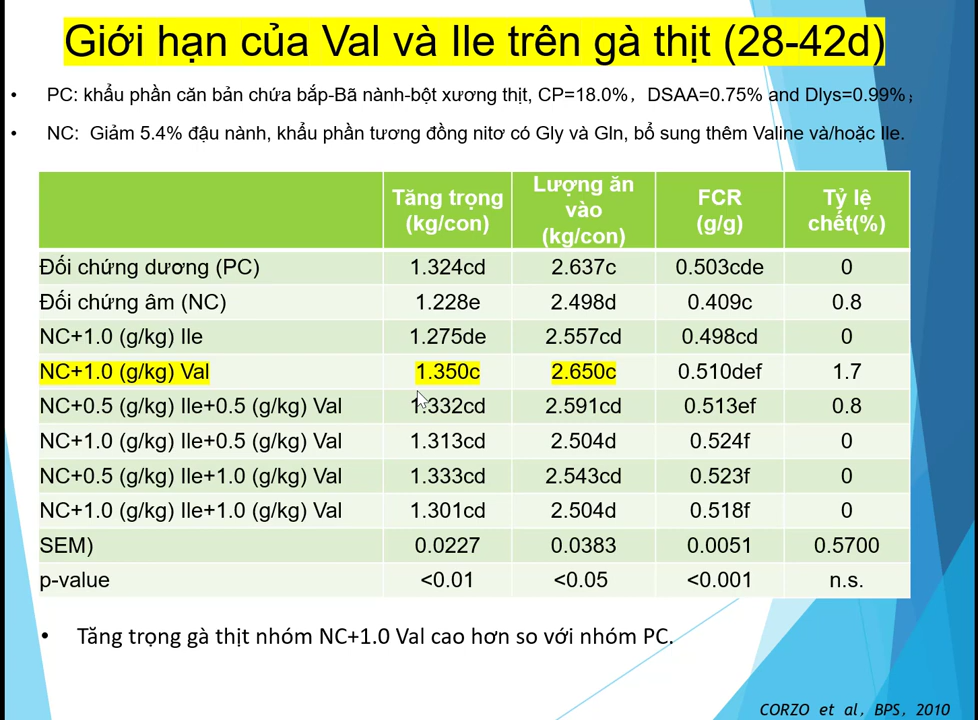 Giới hạn của Val và Ile trên gà thịt (28-42d)
• PC: khẩu phần căn bản chứa bắp-Bã nành-bột xương thịt, CP=18.0%，DSAA=0.75% and Dlys=0.99%；
• NC: Giảm 5.4% đậu nành, khẩu phần tương đồng nitơ có Gly và Gln, bổ sung thêm Valine và/hoặc Ile.
Tăng trọng (kg/con) Lượng ăn vào (kg/con) FCR (g/g) Tỷ lệ chết(%)
Đối chứng dương (PC) 1.324cd 2.637c 0.503cde 0
Đối chứng âm (NC) 1.228e 2.498d 0.409c 0.8
NC+1.0 (g/kg) Ile 1.275de 2.557cd 0.498cd 0
NC+1.0 (g/kg) Val 1.350c 2.650c 0.510def 1.7
NC+0.5 (g/kg) Ile+0.5 (g/kg) Val 1.332cd 2.591cd 0.513ef 0.8
NC+1.0 (g/kg) Ile+0.5 (g/kg) Val 1.313cd 2.504d 0.524f 0
NC+0.5 (g/kg) Ile+1.0 (g/kg) Val 1.333cd 2.543cd 0.523f 0
NC+1.0 (g/kg) Ile+1.0 (g/kg) Val 1.301cd 2.504d 0.518f 0
SEM) 0.0227 0.0383 0.0051 0.5700
p-value <0.01 <0.05 <0.001 n.s.
• Tăng trọng gà thịt nhóm NC+1.0 Val cao hơn so với nhóm PC.
CORZO et al, BPS, 2010